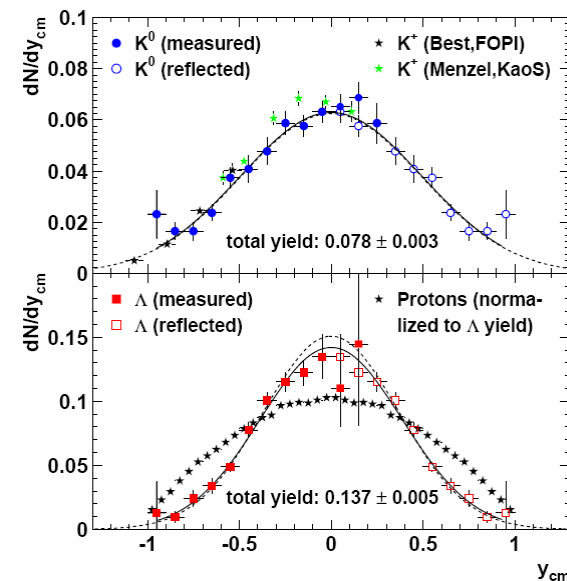 dN/dy_cm
0.1
0.08
0.06
0.04
0.02
0
K⁰ (measured)
K⁰ (reflected)
K⁺ (Best,FOPI)
K⁺ (Menzel,KaoS)
total yield: 0.078 ± 0.003
dN/dy_cm
0.15
0.1
0.05
0
Λ (measured)
Λ (reflected)
Protons (norma-
lized to Λ yield)
total yield: 0.137 ± 0.005
-1 -0.5 0 0.5 1
y_cm